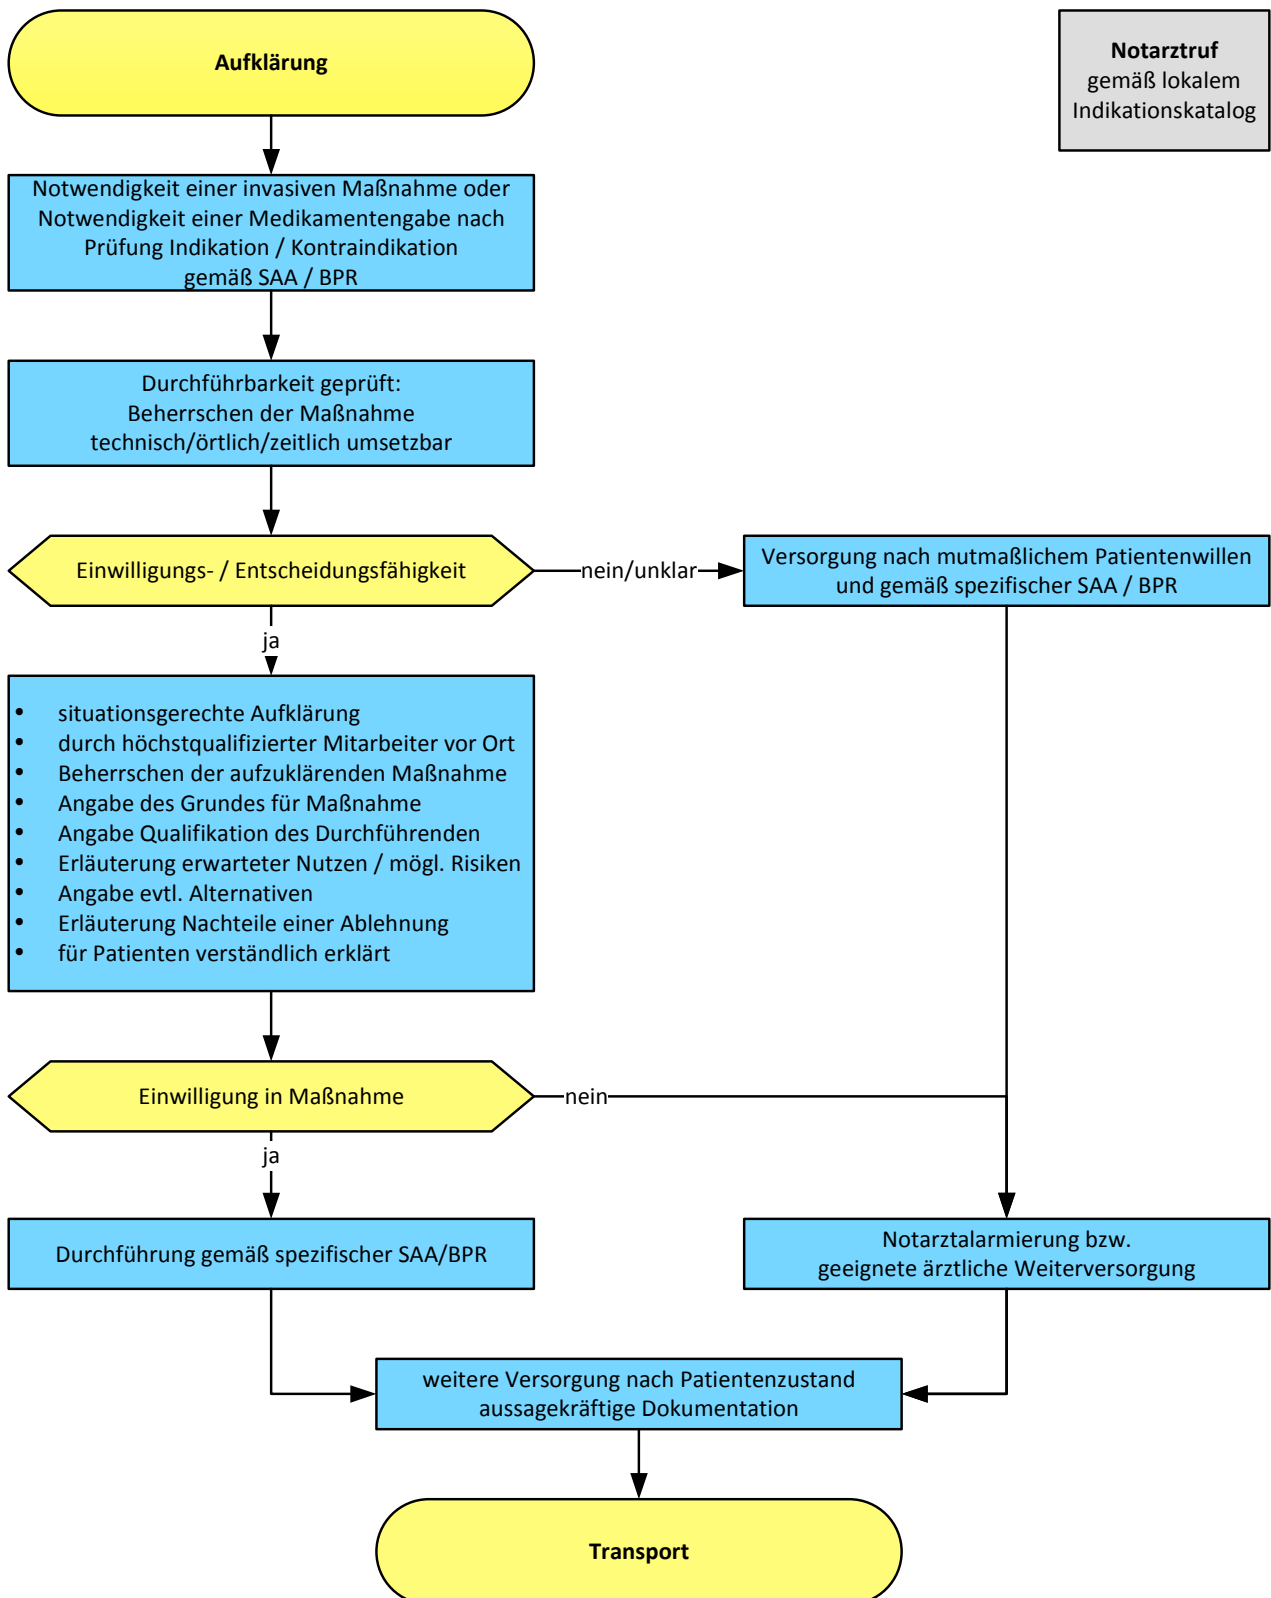 Aufklärung
Notarztruf
gemäß lokalem
Indikationskatalog
Notwendigkeit einer invasiven Maßnahme oder
Notwendigkeit einer Medikamentengabe nach
Prüfung Indikation / Kontraindikation
gemäß SAA / BPR
Durchführbarkeit geprüft:
Beherrschen der Maßnahme
technisch/örtlich/zeitlich umsetzbar
Einwilligungs- / Entscheidungsfähigkeit
nein/unklar
Versorgung nach mutmaßlichem Patientenwillen
und gemäß spezifischer SAA / BPR
ja
• situationsgerechte Aufklärung
• durch höchstqualifizierter Mitarbeiter vor Ort
• Beherrschen der aufzuklärenden Maßnahme
• Angabe des Grundes für Maßnahme
• Angabe Qualifikation des Durchführenden
• Erläuterung erwarteter Nutzen / mögl. Risiken
• Angabe evtl. Alternativen
• Erläuterung Nachteile einer Ablehnung
• für Patienten verständlich erklärt
Einwilligung in Maßnahme
nein
ja
Durchführung gemäß spezifischer SAA/BPR
Notarztalarmierung bzw.
geeignete ärztliche Weiterversorgung
weitere Versorgung nach Patientenzustand
aussagekräftige Dokumentation
Transport